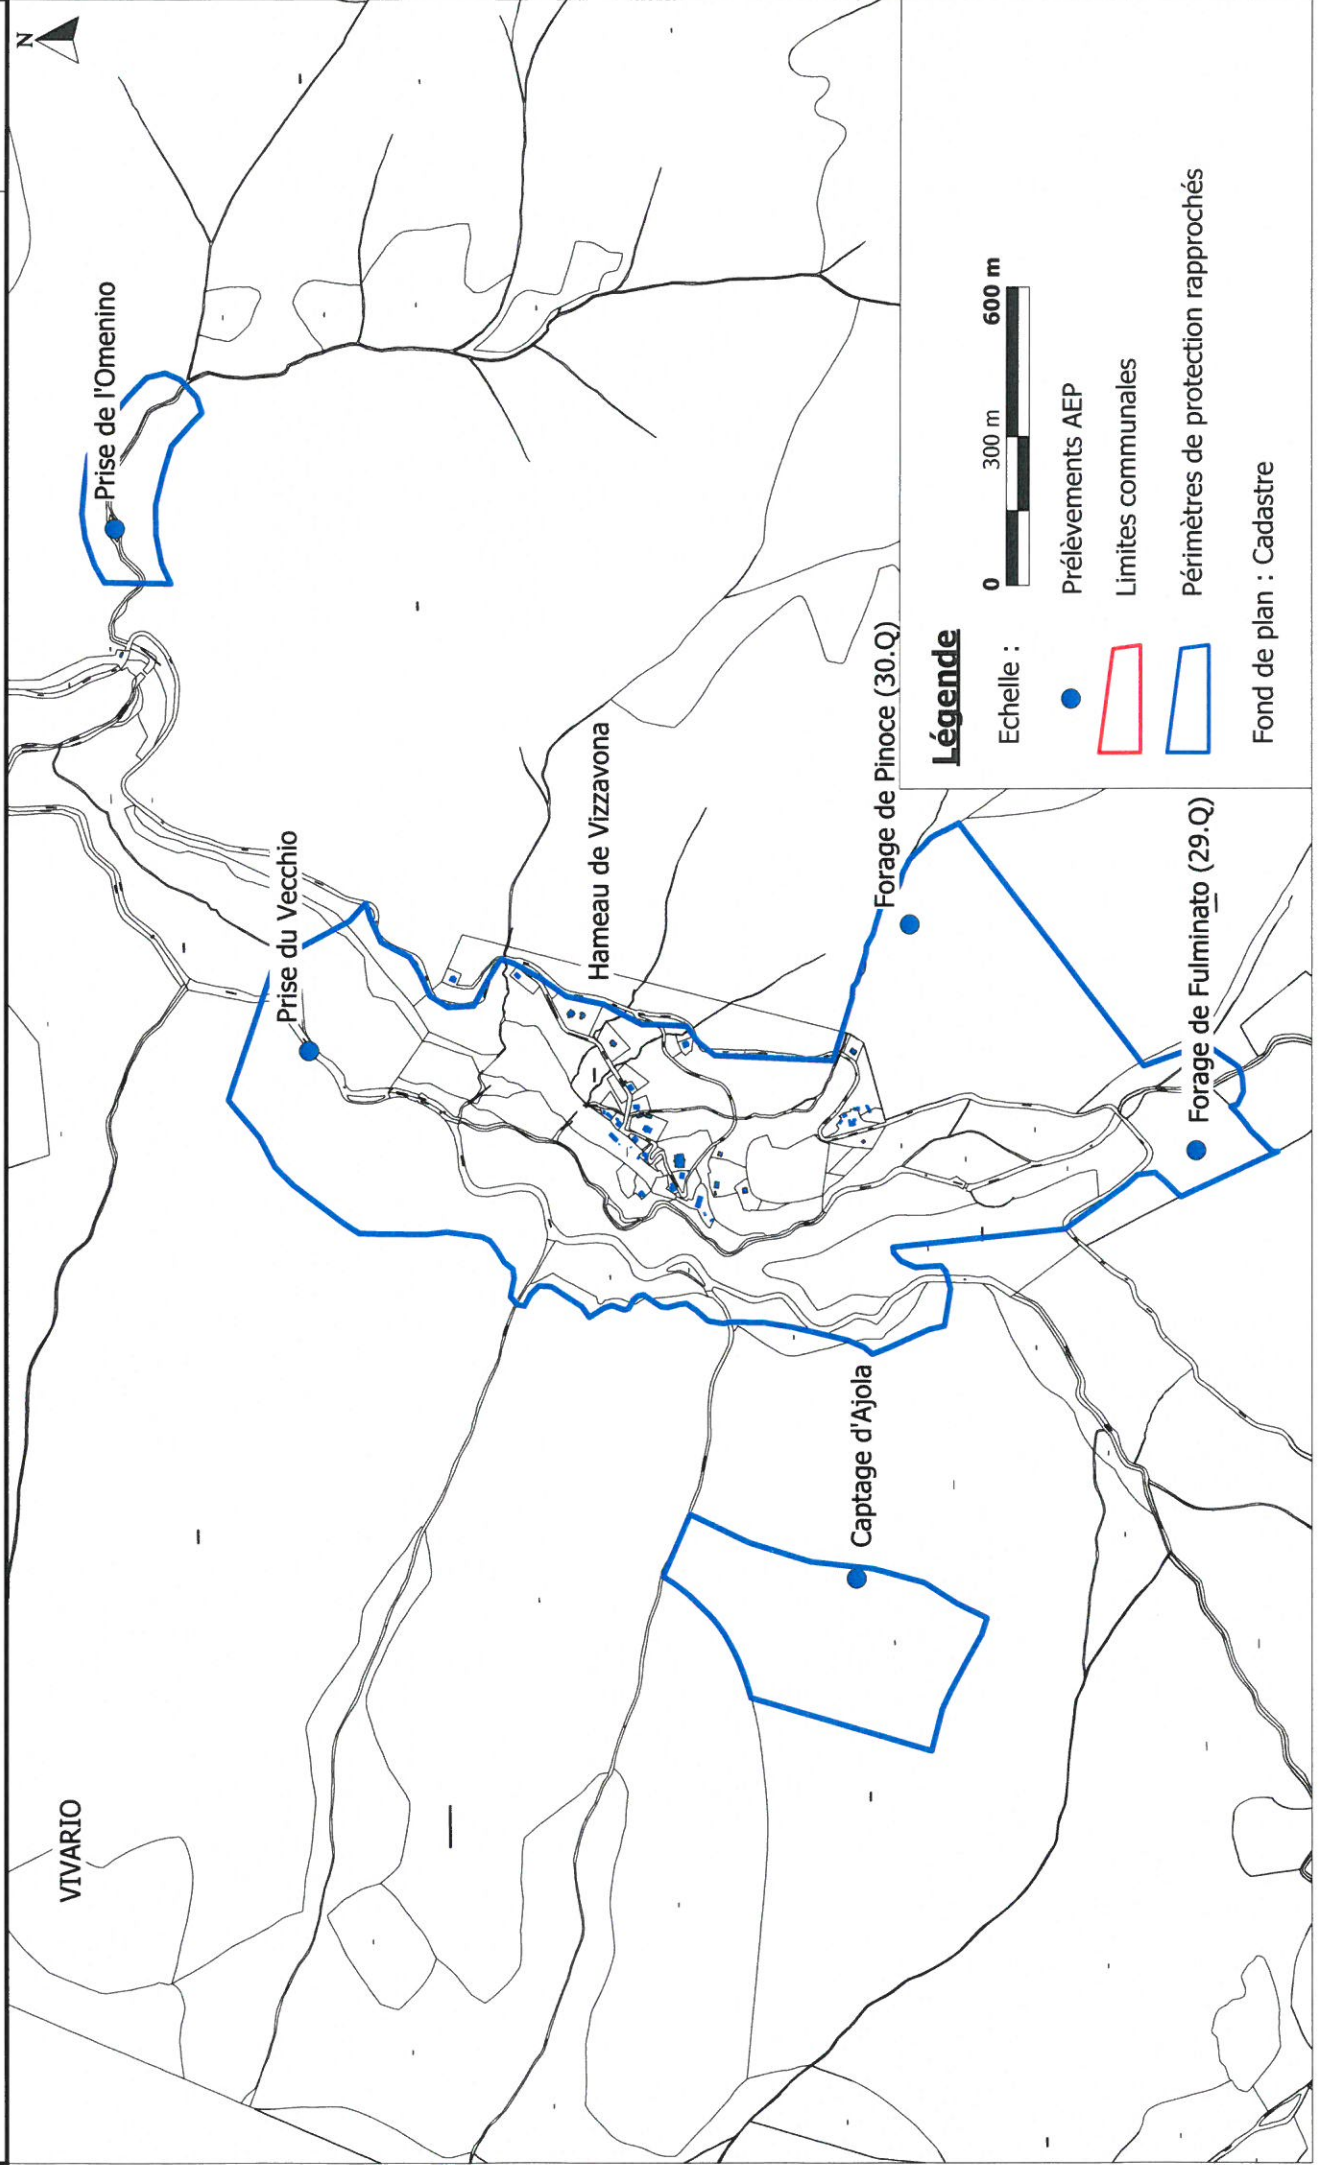 N
VIVARIO
Prise de l'Omenino
Prise du Vecchio
Hameau de Vizzavona
Captage d'Ajola
Forage de Pinoce (30.Q)
Forage de Fulminato (29.Q)
Légende
Echelle :
0 300 m 600 m
Prélèvements AEP
Limites communales
Périmètres de protection rapprochés
Fond de plan : Cadastre